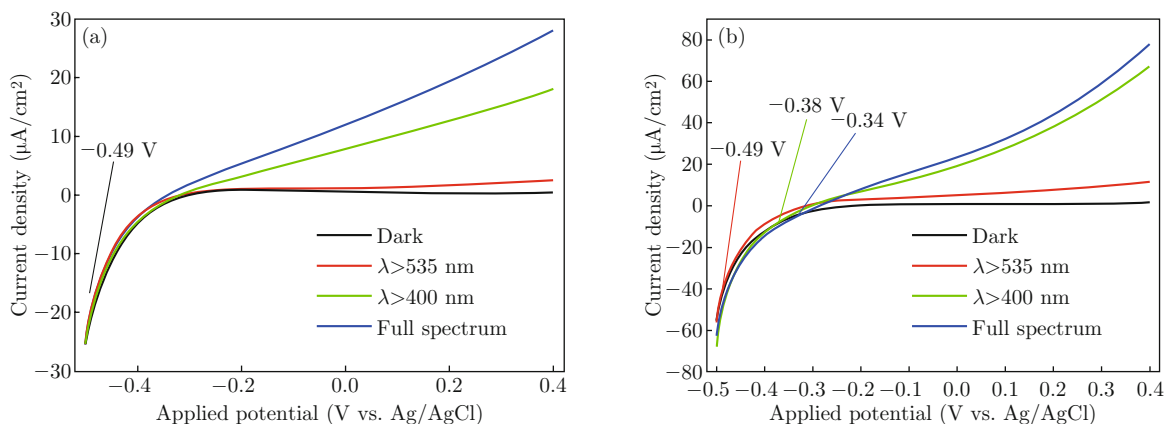 (a)
Current density (μA/cm²)
30
20
10
0
−10
−20
−30
−0.49 V
Dark
λ>535 nm
λ>400 nm
Full spectrum
−0.4
−0.2
0.0
0.2
0.4
Applied potential (V vs. Ag/AgCl)
(b)
Current density (μA/cm²)
80
60
40
20
0
−20
−40
−60
−80
−0.38 V
−0.34 V
−0.49 V
Dark
λ>535 nm
λ>400 nm
Full spectrum
−0.5
−0.4
−0.3
−0.2
−0.1
0.0
0.1
0.2
0.3
0.4
Applied potential (V vs. Ag/AgCl)